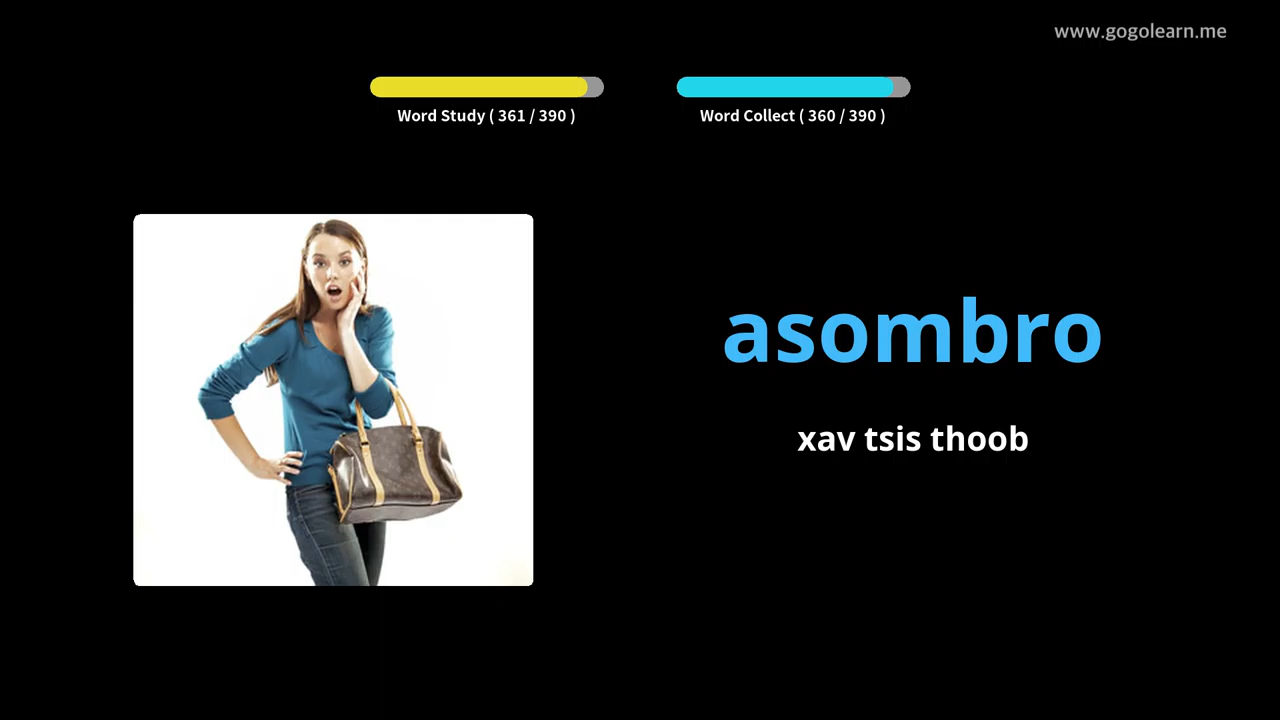 www.gogolearn.me
Word Study ( 361 / 390 )
Word Collect ( 360 / 390 )
asombro
xav tsis thoob